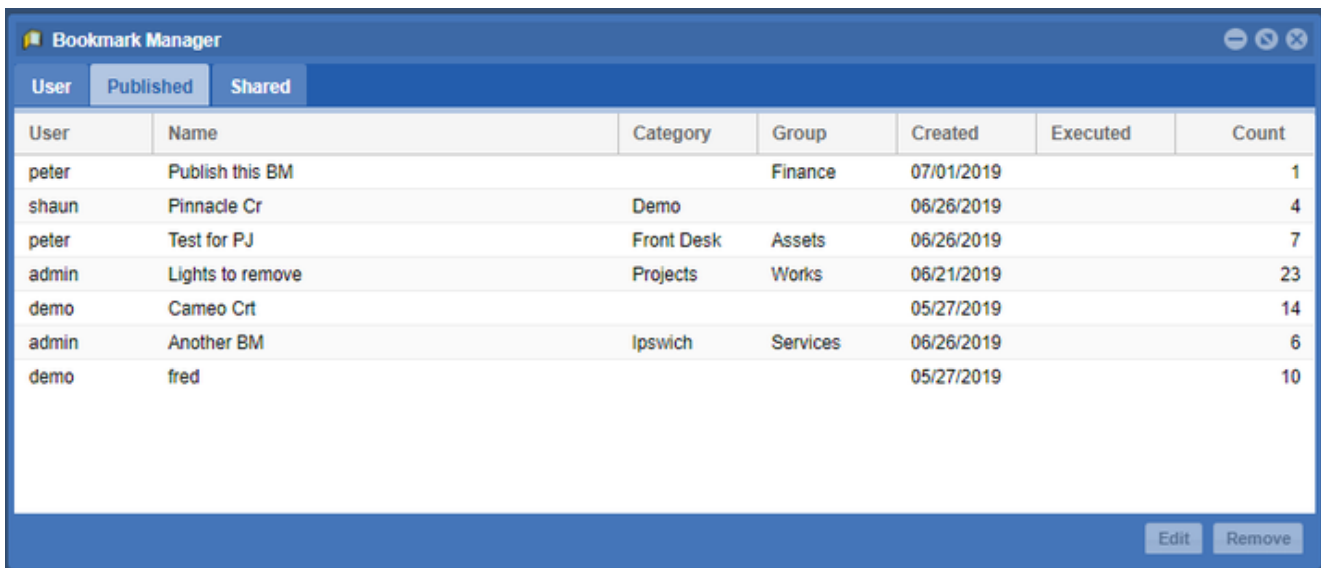 Bookmark Manager
User Published Shared
User Name Category Group Created Executed Count
peter Publish this BM Finance 07/01/2019 1
shaun Pinnacle Cr Demo 06/26/2019 4
peter Test for PJ Front Desk Assets 06/26/2019 7
admin Lights to remove Projects Works 06/21/2019 23
demo Cameo Crt 05/27/2019 14
admin Another BM Ipswich Services 06/26/2019 6
demo fred 05/27/2019 10
Edit Remove